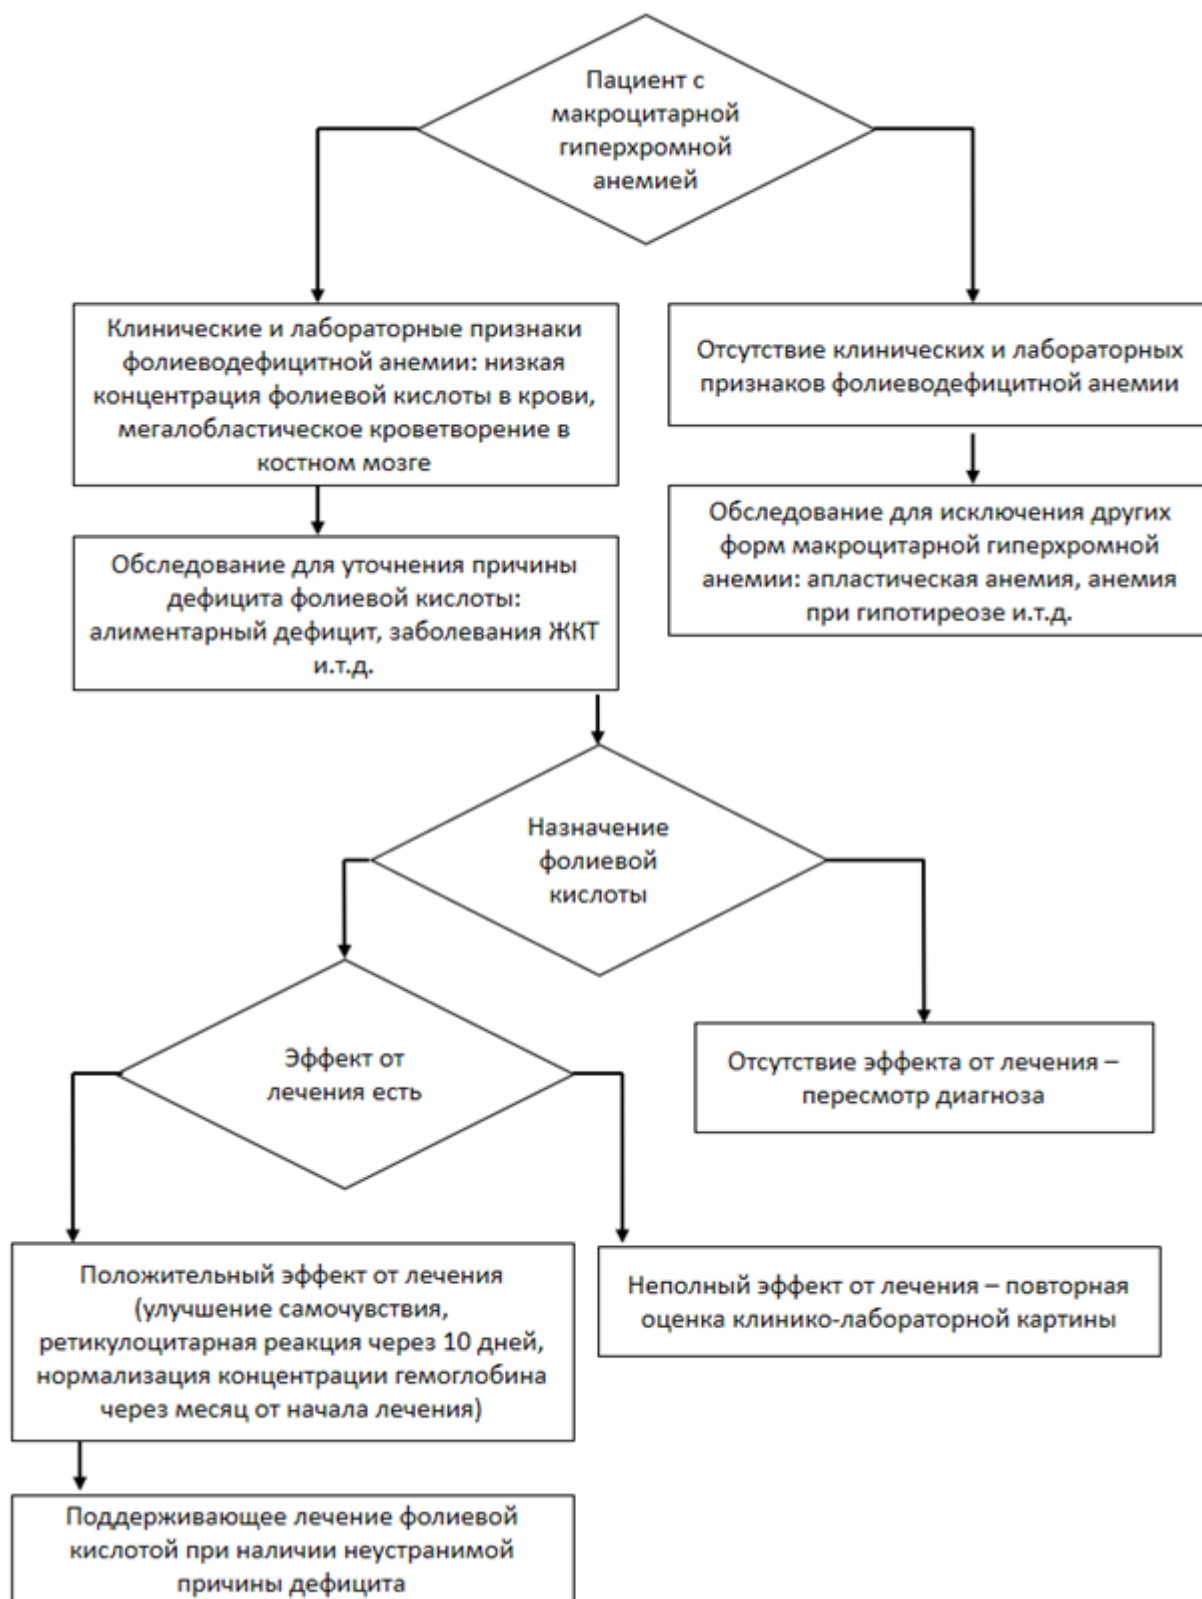 Пациент с
макроцитарной
гиперхромной
анемией
Клинические и лабораторные признаки
фолиеводефицитной анемии: низкая
концентрация фолиевой кислоты в крови,
мегалобластическое кроветворение в
костном мозге
Отсутствие клинических и лабораторных
признаков фолиеводефицитной анемии
Обследование для исключения других
форм макроцитарной гиперхромной
анемии: апластическая анемия, анемия
при гипотиреозе и.т.д.
Обследование для уточнения причины
дефицита фолиевой кислоты:
алиментарный дефицит, заболевания ЖКТ
и.т.д.
Назначение
фолиевой
кислоты
Эффект от
лечения есть
Отсутствие эффекта от лечения –
пересмотр диагноза
Положительный эффект от лечения
(улучшение самочувствия,
ретикулоцитарная реакция через 10 дней,
нормализация концентрации гемоглобина
через месяц от начала лечения)
Неполный эффект от лечения – повторная
оценка клинико-лабораторной картины
Поддерживающее лечение фолиевой
кислотой при наличии неустранимой
причины дефицита